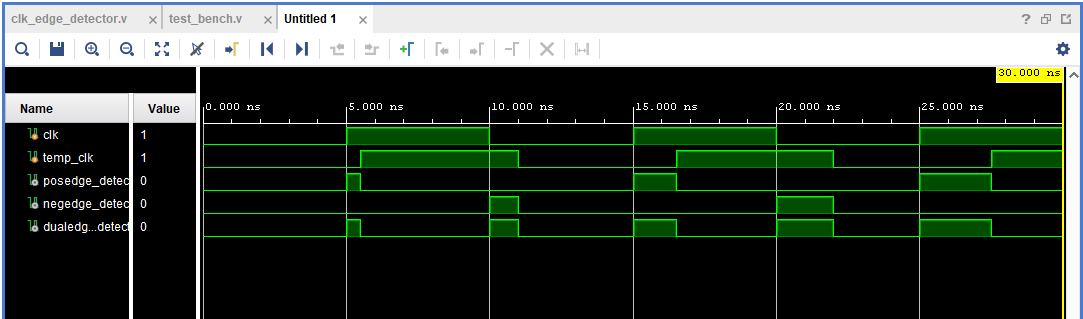 clk_edge_detector.v × test_bench.v × Untitled 1 ×
?
30.000 ns
Name Value
0.000 ns 5.000 ns 10.000 ns 15.000 ns 20.000 ns 25.000 ns
clk 1
temp_clk 1
posedge_detec 0
negedge_detec 0
dualedg...detect 0